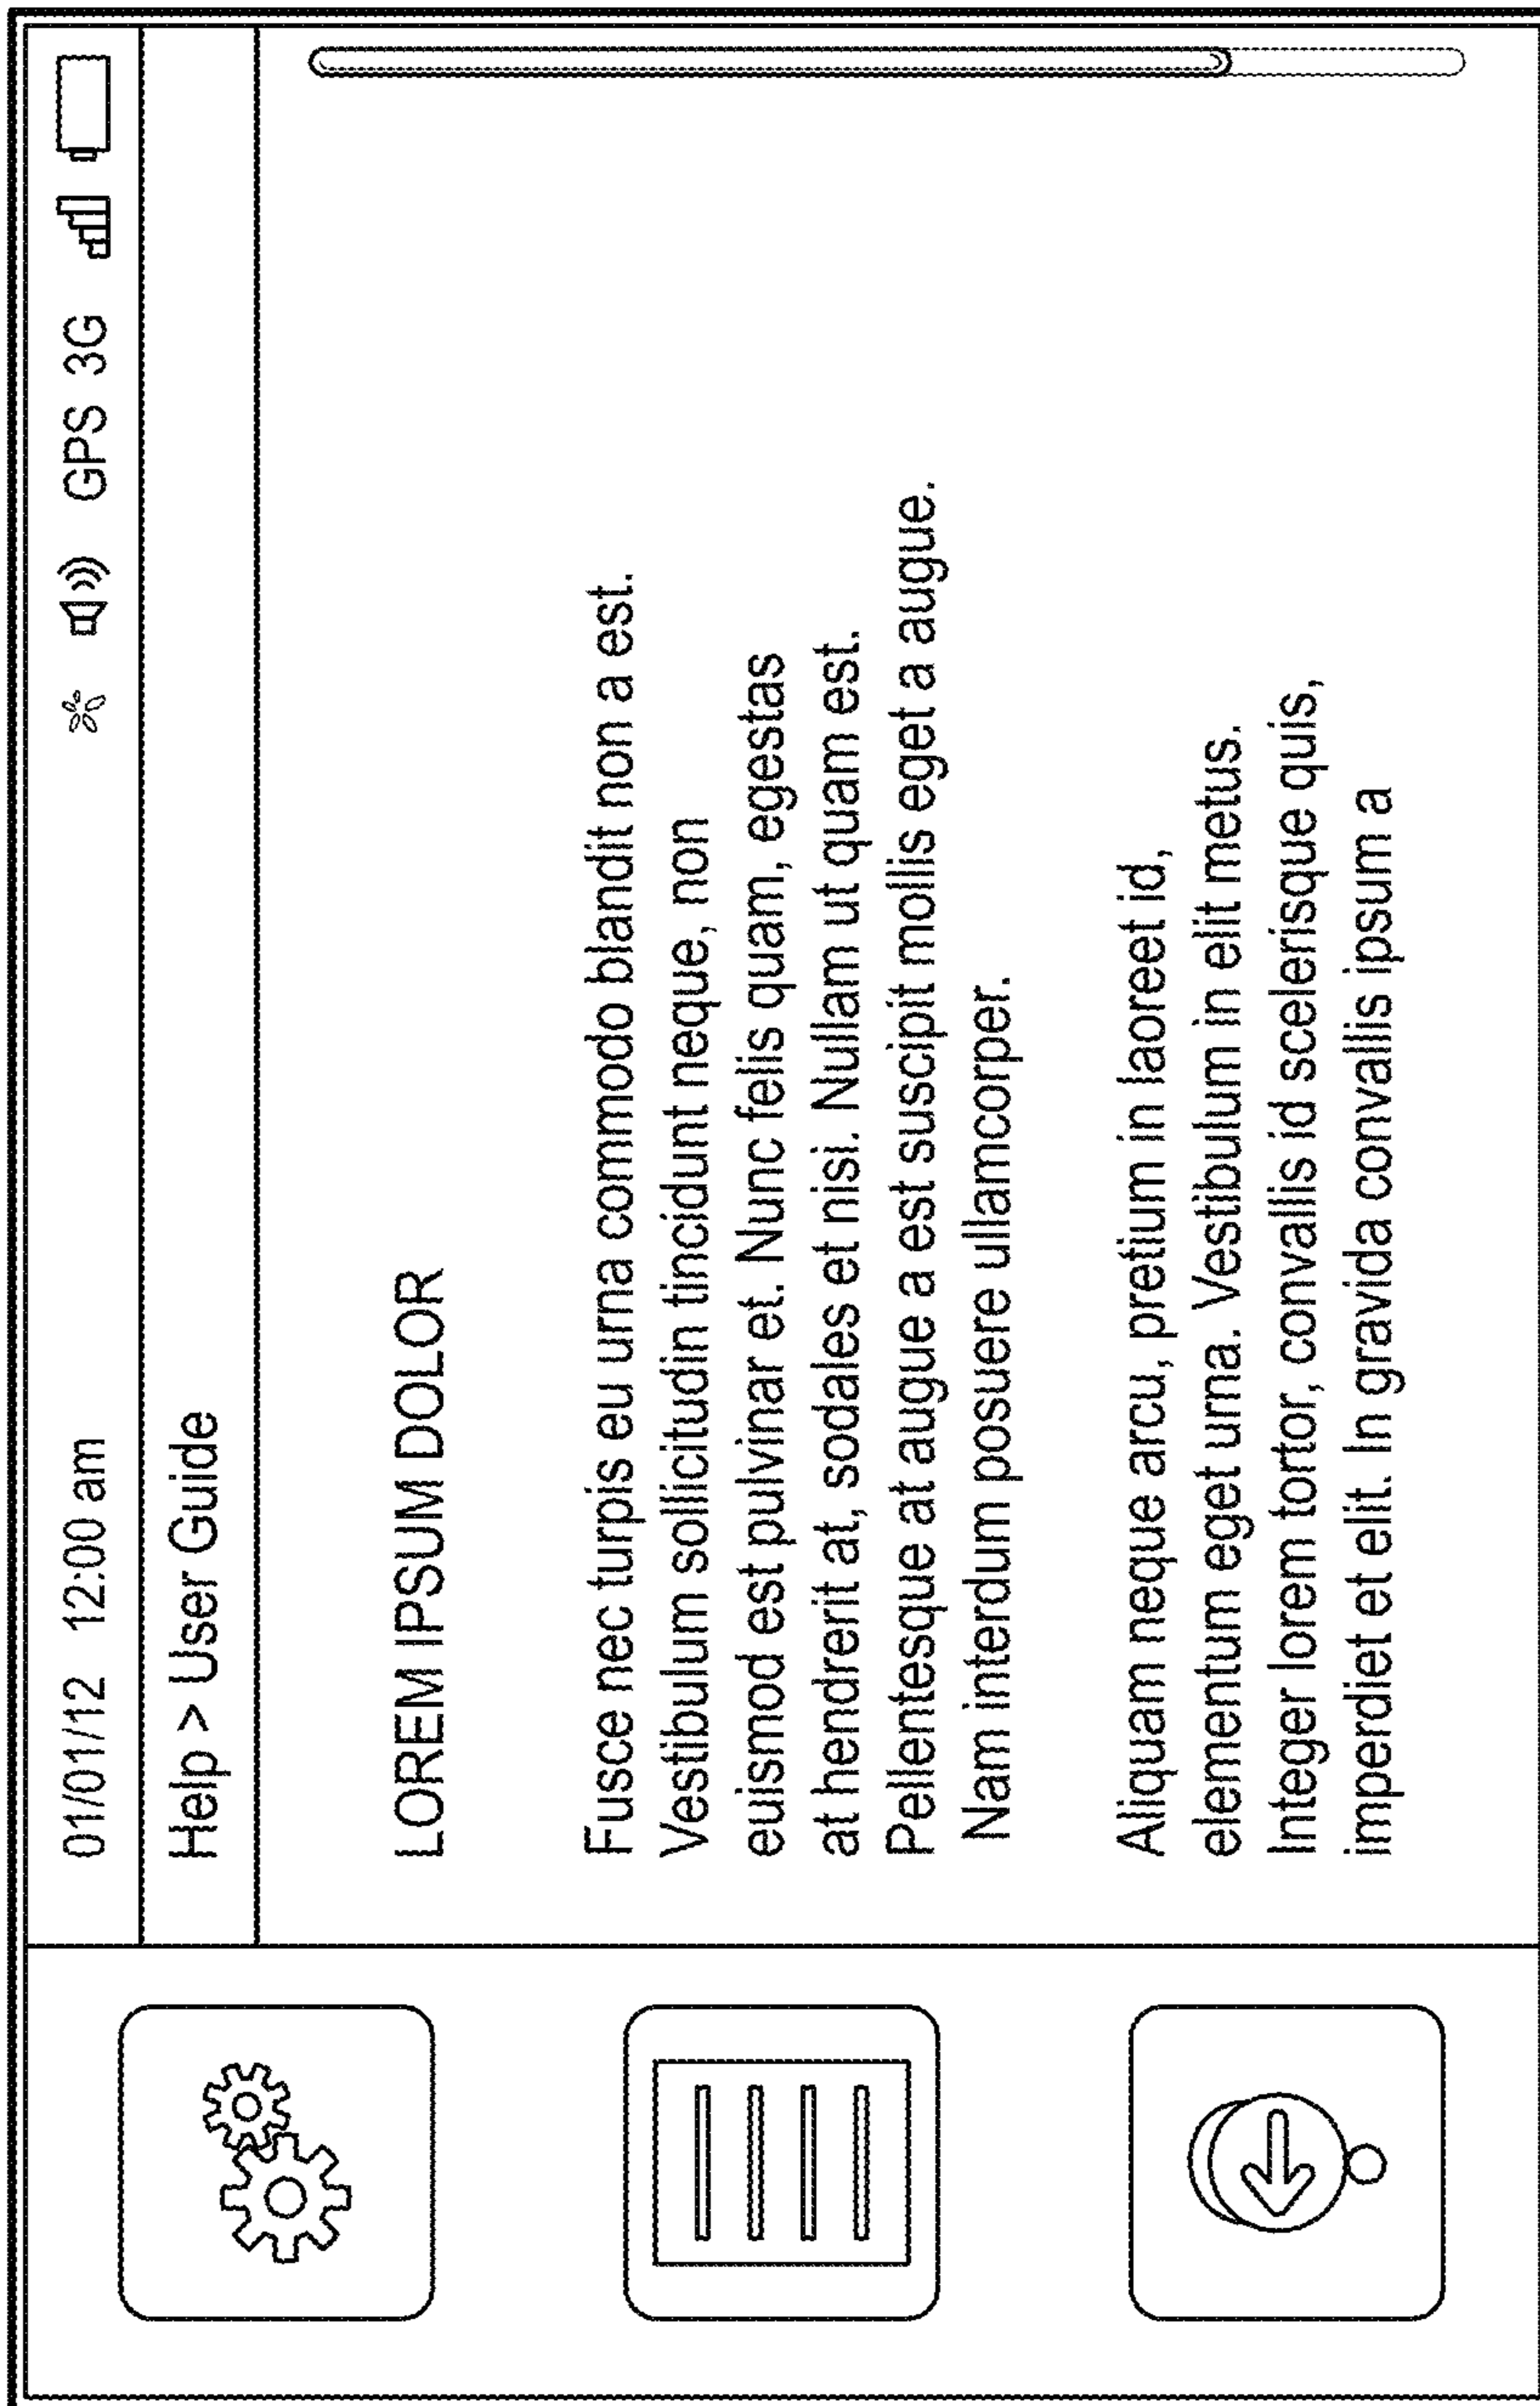 01/01/12 12:00 am GPS 3G
Help > User Guide
LOREM IPSUM DOLOR
Fusce nec turpis eu urna commodo blandit non a est.
Vestibulum sollicitudin tincidunt neque, non
euismod est pulvinar et. Nunc felis quam, egestas
at hendrerit at, sodales et nisi. Nullam ut quam est.
Pellentesque at augue a est suscipit mollis eget a augue.
Nam interdum posuere ullamcorper.
Aliquam neque arcu, pretium in laoreet id,
elementum eget urna. Vestibulum in elit metus.
Integer lorem tortor, convallis id scelerisque quis,
imperdiet et elit. In gravida convallis ipsum a